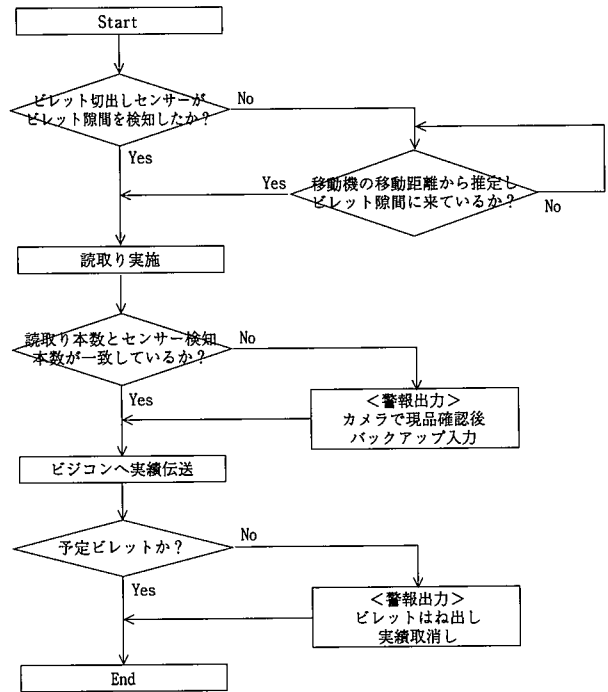 Start
ビレット切出しセンサーが
ビレット隙間を検知したか？
No
Yes
移動機の移動距離から推定し
ビレット隙間に来ているか？
Yes
No
読取り実施
読取り本数とセンサー検知
本数が一致しているか？
No
Yes
＜警報出力＞
カメラで現品確認後
バックアップ入力
ビジコンへ実績伝送
予定ビレットか？
No
Yes
＜警報出力＞
ビレットはね出し
実績取消し
End